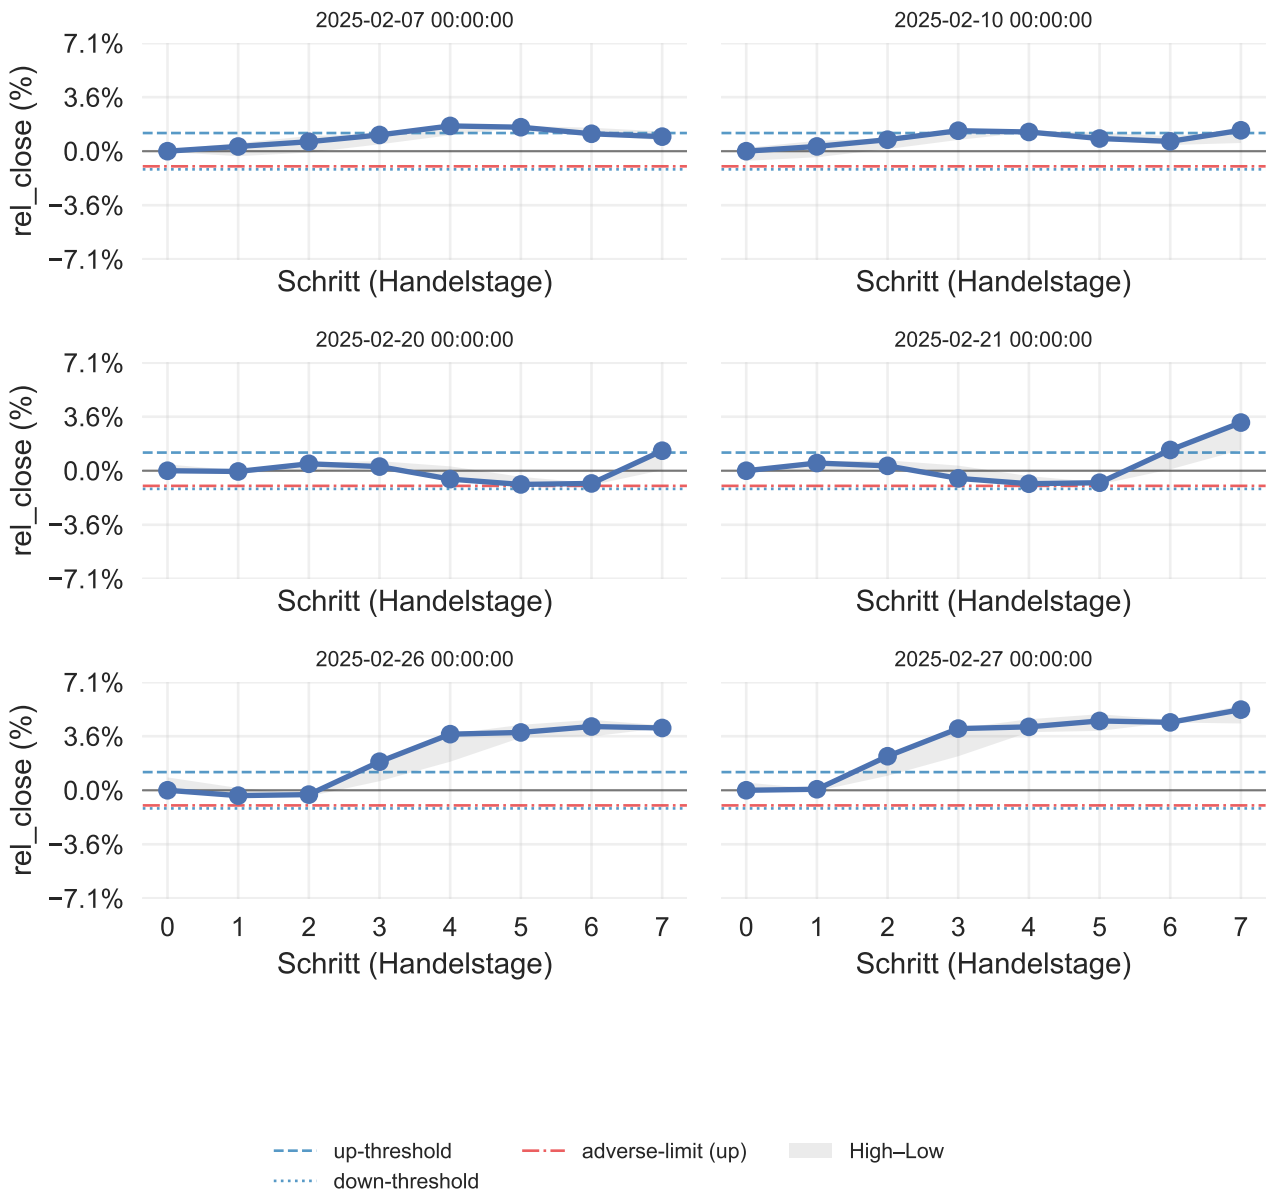 2025-02-07 00:00:00
2025-02-10 00:00:00
7.1%
3.6%
0.0%
−3.6%
−7.1%
rel_close (%)
Schritt (Handelstage)
Schritt (Handelstage)
2025-02-20 00:00:00
2025-02-21 00:00:00
7.1%
3.6%
0.0%
−3.6%
−7.1%
rel_close (%)
Schritt (Handelstage)
Schritt (Handelstage)
2025-02-26 00:00:00
2025-02-27 00:00:00
7.1%
3.6%
0.0%
−3.6%
−7.1%
rel_close (%)
0 1 2 3 4 5 6 7
0 1 2 3 4 5 6 7
Schritt (Handelstage)
Schritt (Handelstage)
up-threshold
down-threshold
adverse-limit (up)
High–Low